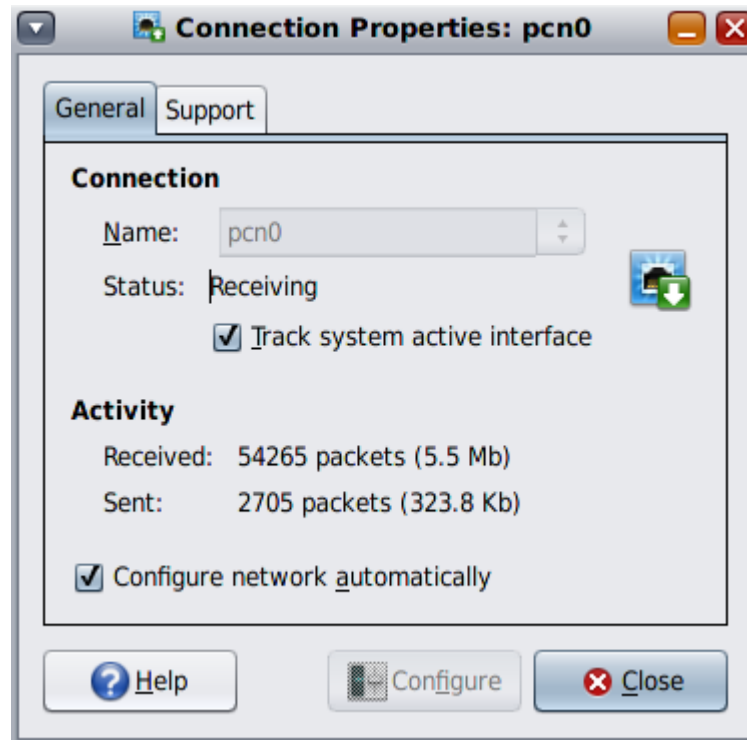 Connection Properties: pcn0
General Support
Connection
Name: pcn0
Status: Receiving
Track system active interface
Activity
Received: 54265 packets (5.5 Mb)
Sent: 2705 packets (323.8 Kb)
Configure network automatically
Help Configure Close